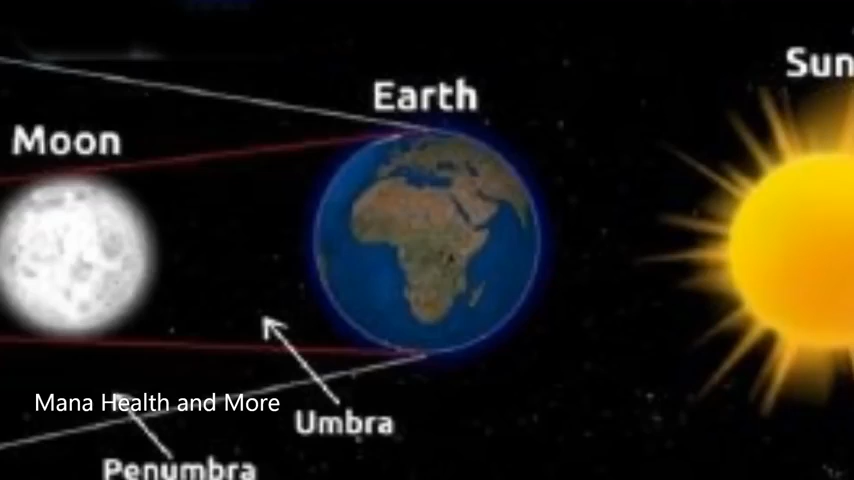 Sun
Earth
Moon
Mana Health and More
Umbra
Penumbra